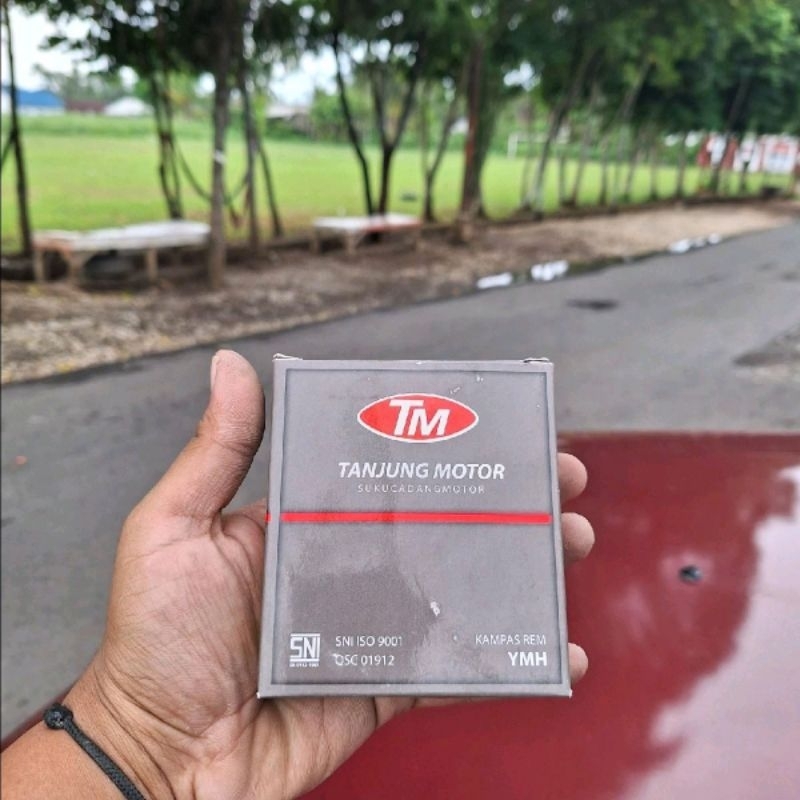 TM
TANJUNG MOTOR
SUKUCADANGMOTOR
SNI
SNI ISO 9001
QSC 01912
KAMPAS REM
YMH